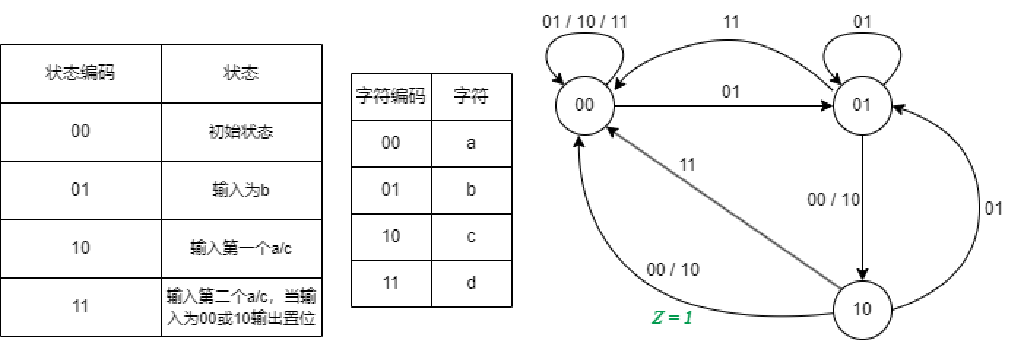 状态编码 状态
00 初始状态
01 输入为b
10 输入第一个a/c
11 输入第二个a/c，当输
入为00或10输出置位
字符编码 字符
00 a
01 b
10 c
11 d
01 / 10 / 11
11
01
00
01
01
11
00 / 10
01
00 / 10
Z = 1
10